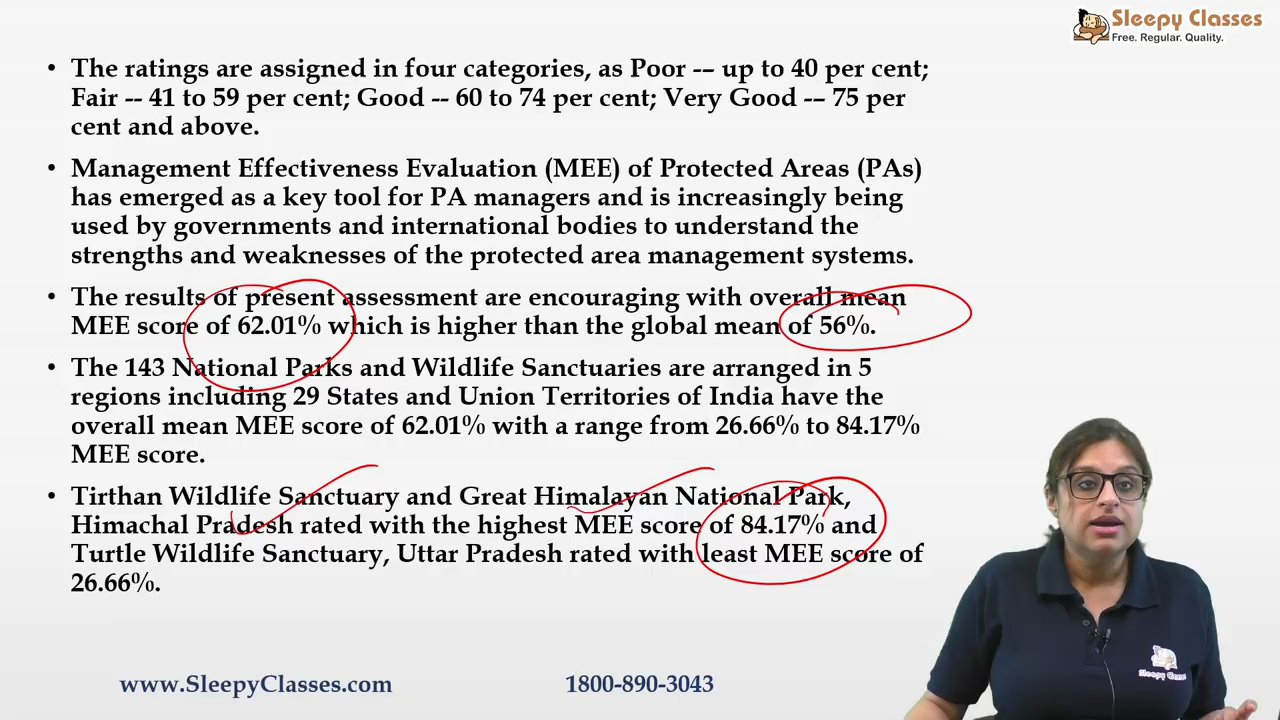 Sleepy Classes
Free. Regular. Quality.
• The ratings are assigned in four categories, as Poor -– up to 40 per cent;
Fair -- 41 to 59 per cent; Good -- 60 to 74 per cent; Very Good -– 75 per
cent and above.
• Management Effectiveness Evaluation (MEE) of Protected Areas (PAs)
has emerged as a key tool for PA managers and is increasingly being
used by governments and international bodies to understand the
strengths and weaknesses of the protected area management systems.
• The results of present assessment are encouraging with overall mean
MEE score of 62.01% which is higher than the global mean of 56%.
• The 143 National Parks and Wildlife Sanctuaries are arranged in 5
regions including 29 States and Union Territories of India have the
overall mean MEE score of 62.01% with a range from 26.66% to 84.17%
MEE score.
• Tirthan Wildlife Sanctuary and Great Himalayan National Park,
Himachal Pradesh rated with the highest MEE score of 84.17% and
Turtle Wildlife Sanctuary, Uttar Pradesh rated with least MEE score of
26.66%.
Sleepy Classes
www.SleepyClasses.com
1800-890-3043